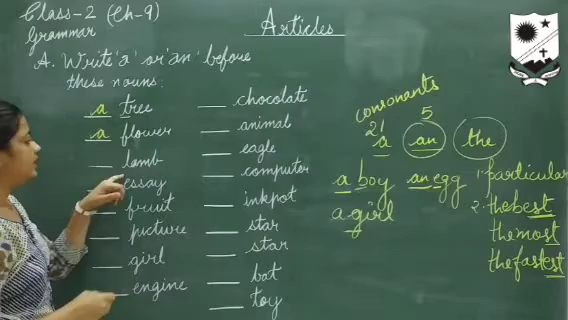 Class-2 (Ch-9)
Grammar
Articles
A. Write 'a' or 'an' before
these nouns:
a tree
a flower
lamb
essay
fruit
picture
girl
engine
chocolate
animal
eagle
computer
inkpot
star
star
bat
toy
consonants
21 5
a an the
a boy an egg
a girl
1. particular
2. the best
the most
the fastest